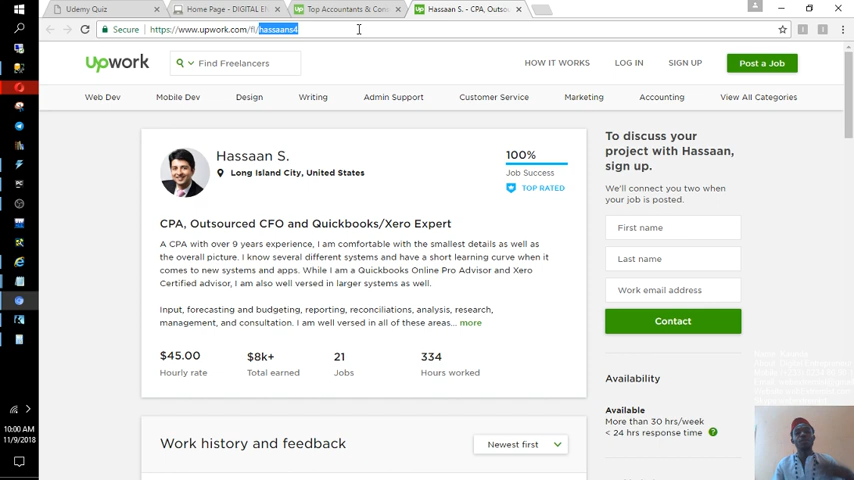 Udemy Quiz
Home Page - DIGITAL EN
Top Accountants & Con
Hassaan S. - CPA, Outso
Secure
https://www.upwork.com/fl/hassaans4
upwork
Find Freelancers
HOW IT WORKS
LOG IN
SIGN UP
Post a Job
Web Dev
Mobile Dev
Design
Writing
Admin Support
Customer Service
Marketing
Accounting
View All Categories
Hassaan S.
Long Island City, United States
100%
Job Success
TOP RATED
CPA, Outsourced CFO and Quickbooks/Xero Expert
A CPA with over 9 years experience, I am comfortable with the smallest details as well as
the overall picture. I know several different systems and have a short learning curve when it
comes to new systems and apps. While I am a Quickbooks Online Pro Advisor and Xero
Certified advisor, I am also well versed in larger systems as well.
Input, forecasting and budgeting, reporting, reconciliations, analysis, research,
management, and consultation. I am well versed in all of these areas... more
$45.00
Hourly rate
$8k+
Total earned
21
Jobs
334
Hours worked
Work history and feedback
Newest first
To discuss your
project with Hassaan,
sign up.
We'll connect you two when
your job is posted.
First name
Last name
Work email address
Contact
Availability
Available
More than 30 hrs/week
< 24 hrs response time
10:00 AM
11/9/2018